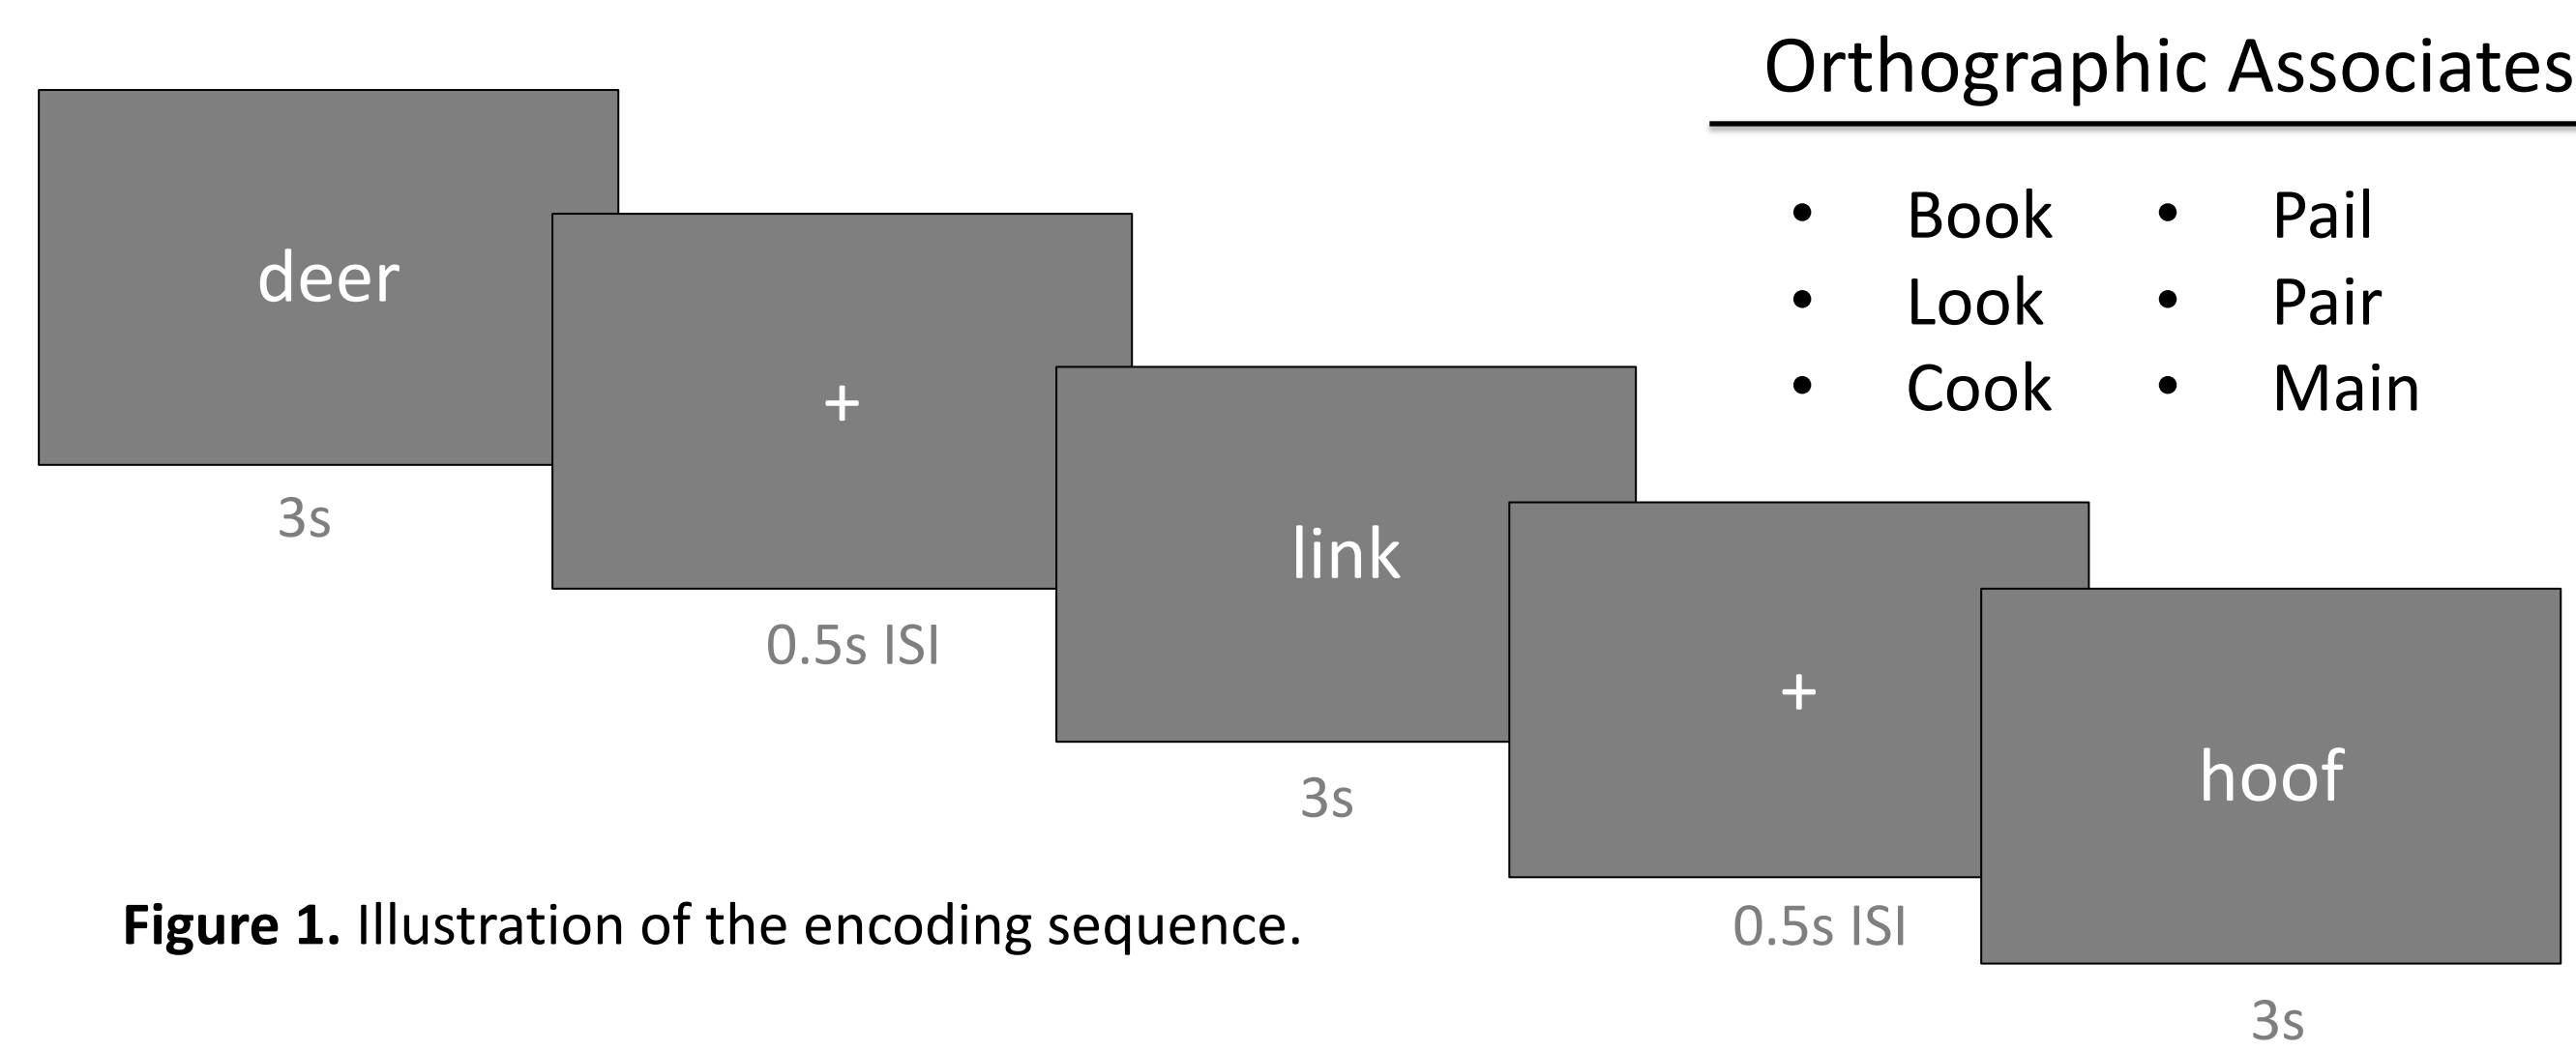 Orthographic Associates
• Book • Pail
• Look • Pair
• Cook • Main
deer
3s
+
0.5s ISI
link
3s
+
0.5s ISI
hoof
3s
Figure 1. Illustration of the encoding sequence.